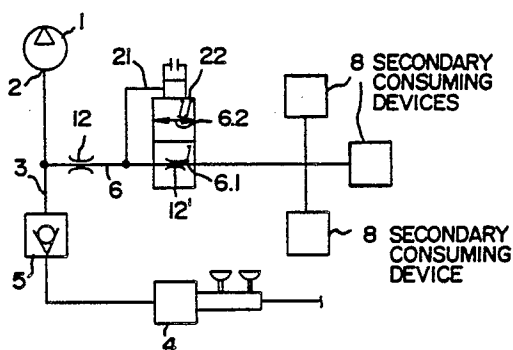 1
2
21
22
12
6.2
3
6
12'
6.1
5
4
8 SECONDARY
CONSUMING
DEVICES
8 SECONDARY
CONSUMING
DEVICE